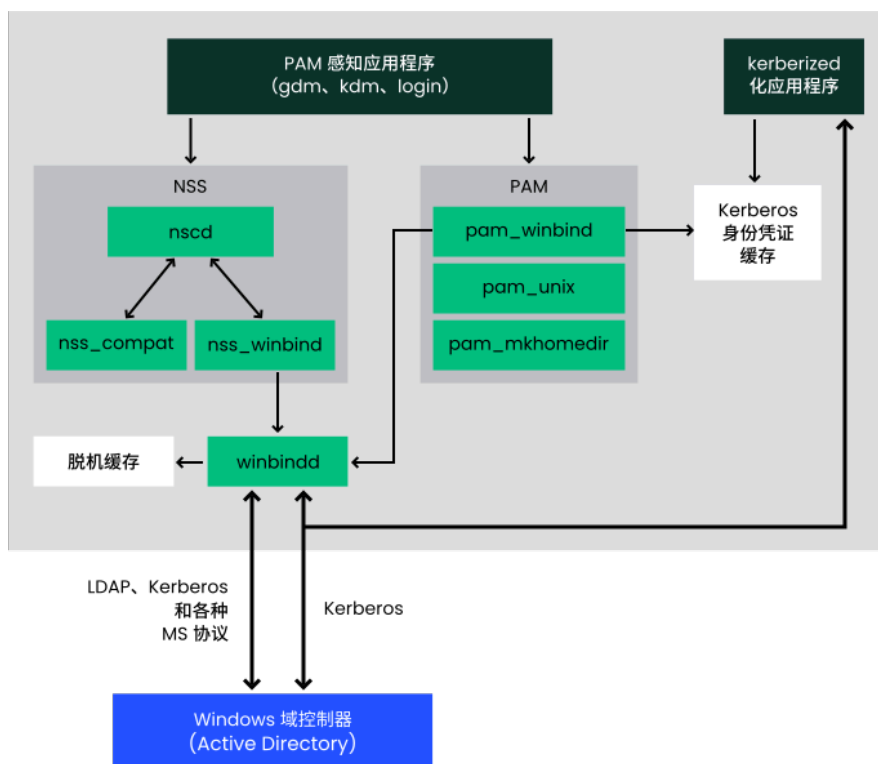 PAM 感知应用程序
（gdm、kdm、login）
kerberized
化应用程序
NSS
PAM
nscd
pam_winbind
Kerberos
身份凭证
缓存
pam_unix
nss_compat
nss_winbind
pam_mkhomedir
脱机缓存
winbindd
LDAP、Kerberos
和各种
MS 协议
Kerberos
Windows 域控制器
(Active Directory)